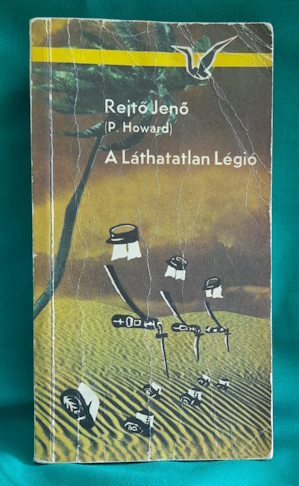 Rejtő Jenő
(P. Howard)
A Láthatatlan Légió